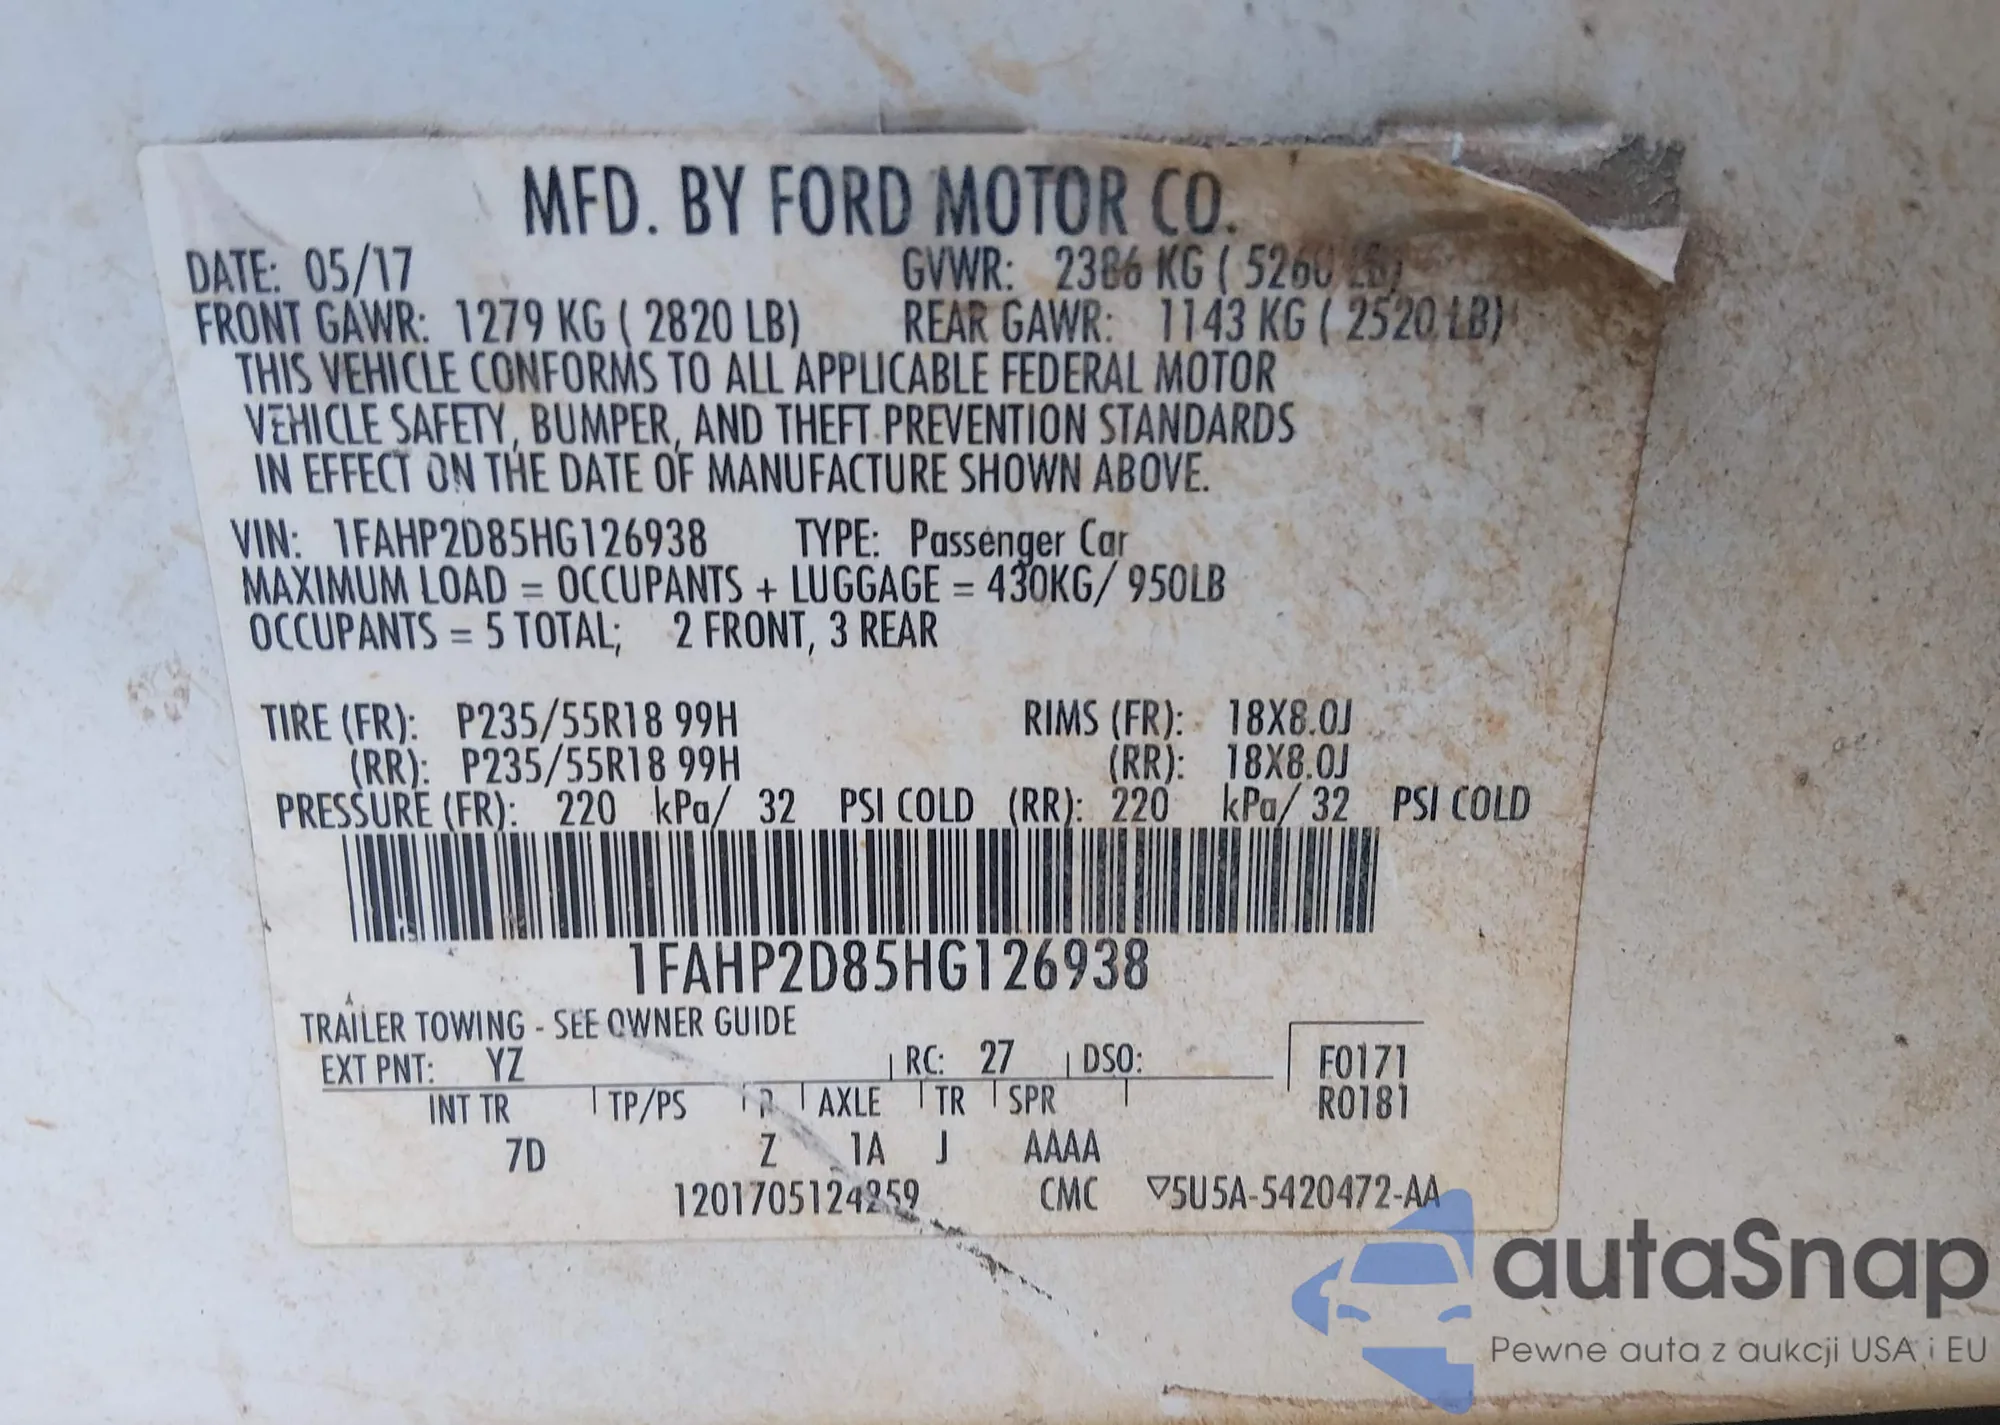 MFD. BY FORD MOTOR CO.
DATE: 05/17 GVWR: 2386 KG ( 5260 LB)
FRONT GAWR: 1279 KG ( 2820 LB) REAR GAWR: 1143 KG ( 2520 LB)
THIS VEHICLE CONFORMS TO ALL APPLICABLE FEDERAL MOTOR
VEHICLE SAFETY, BUMPER, AND THEFT PREVENTION STANDARDS
IN EFFECT ON THE DATE OF MANUFACTURE SHOWN ABOVE.
VIN: 1FAHP2D85HG126938 TYPE: Passenger Car
MAXIMUM LOAD = OCCUPANTS + LUGGAGE = 430KG/ 950LB
OCCUPANTS = 5 TOTAL; 2 FRONT, 3 REAR
TIRE (FR): P235/55R18 99H RIMS (FR): 18X8.0J
(RR): P235/55R18 99H (RR): 18X8.0J
PRESSURE (FR): 220 kPa/ 32 PSI COLD (RR): 220 kPa/ 32 PSI COLD
1FAHP2D85HG126938
TRAILER TOWING - SEE OWNER GUIDE
EXT PNT: YZ RC: 27 DSO: F0171
INT TR TP/PS R AXLE TR SPR R0181
7D Z 1A J AAAA
CMC ▽5U5A-5420472-AA
autaSnap
Pewne auta z aukcji USA i EU